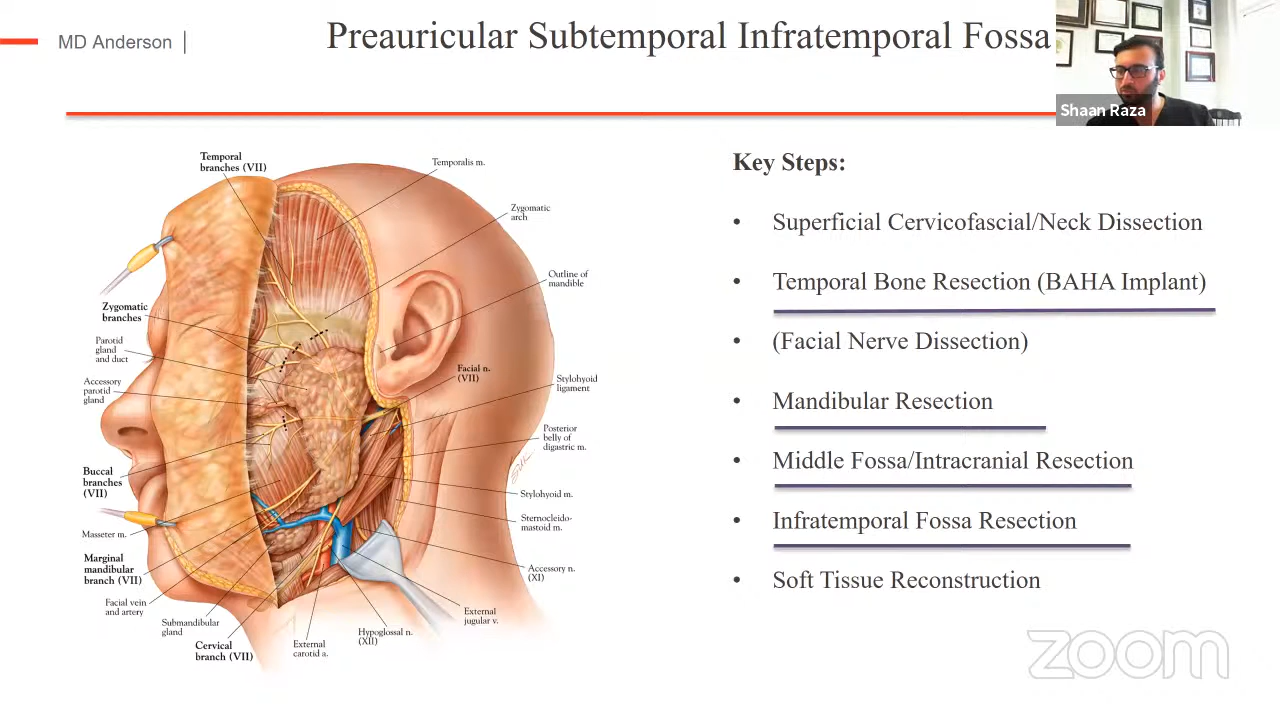 MD Anderson
Preauricular Subtemporal Infratemporal Fossa
Shaan Raza
Temporal
branches (VII)
Temporalis m.
Zygomatic
arch
Outline of
mandible
Zygomatic
branches
Parotid
gland
and duct
Accessory
parotid
gland
Facial n.
(VII)
Stylohyoid
ligament
Posterior
belly of
digastric m.
Buccal
branches
(VII)
Stylohyoid m.
Masseter m.
Sternocleido-
mastoid m.
Marginal
mandibular
branch (VII)
Accessory n.
(XI)
Facial vein
and artery
Submandibular
gland
Cervical
branch (VII)
External
carotid a.
Hypoglossal n.
(XII)
External
jugular v.
Key Steps:
• Superficial Cervicofascial/Neck Dissection
• Temporal Bone Resection (BAHA Implant)
• (Facial Nerve Dissection)
• Mandibular Resection
• Middle Fossa/Intracranial Resection
• Infratemporal Fossa Resection
• Soft Tissue Reconstruction
zoom